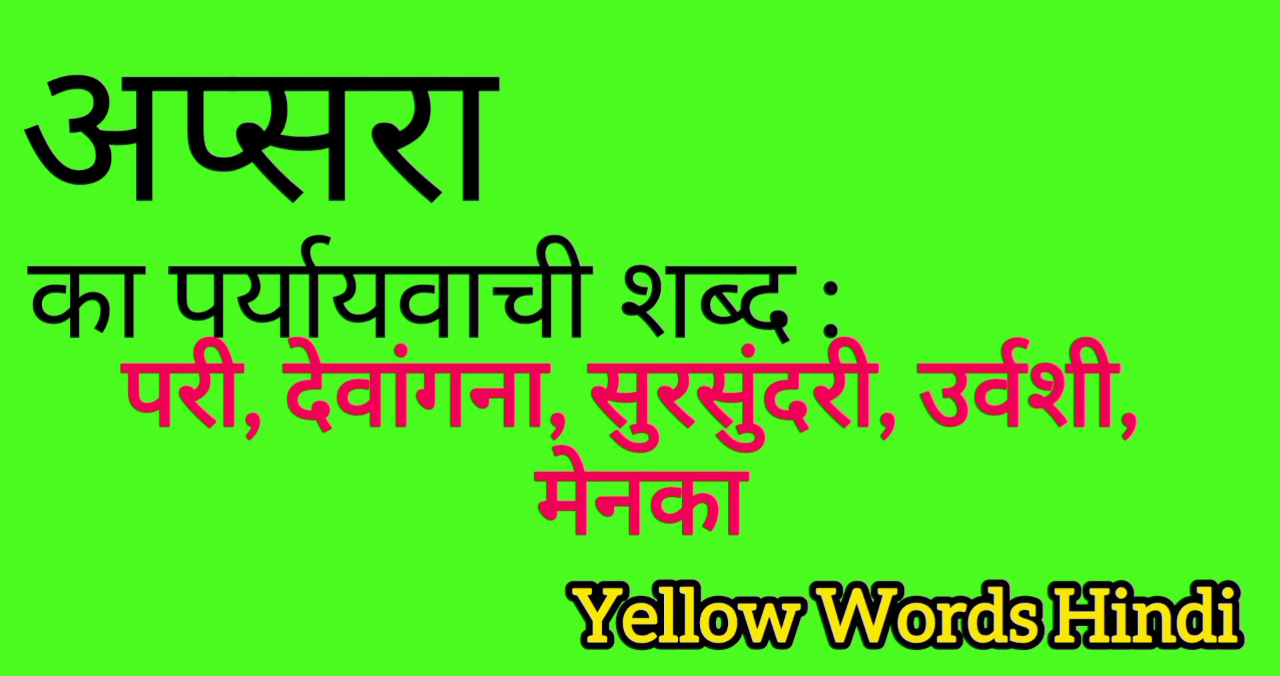 अप्सरा
का पर्यायवाची शब्द :
परी, देवांगना, सुरसुंदरी, उर्वशी,
मेनका
Yellow Words Hindi